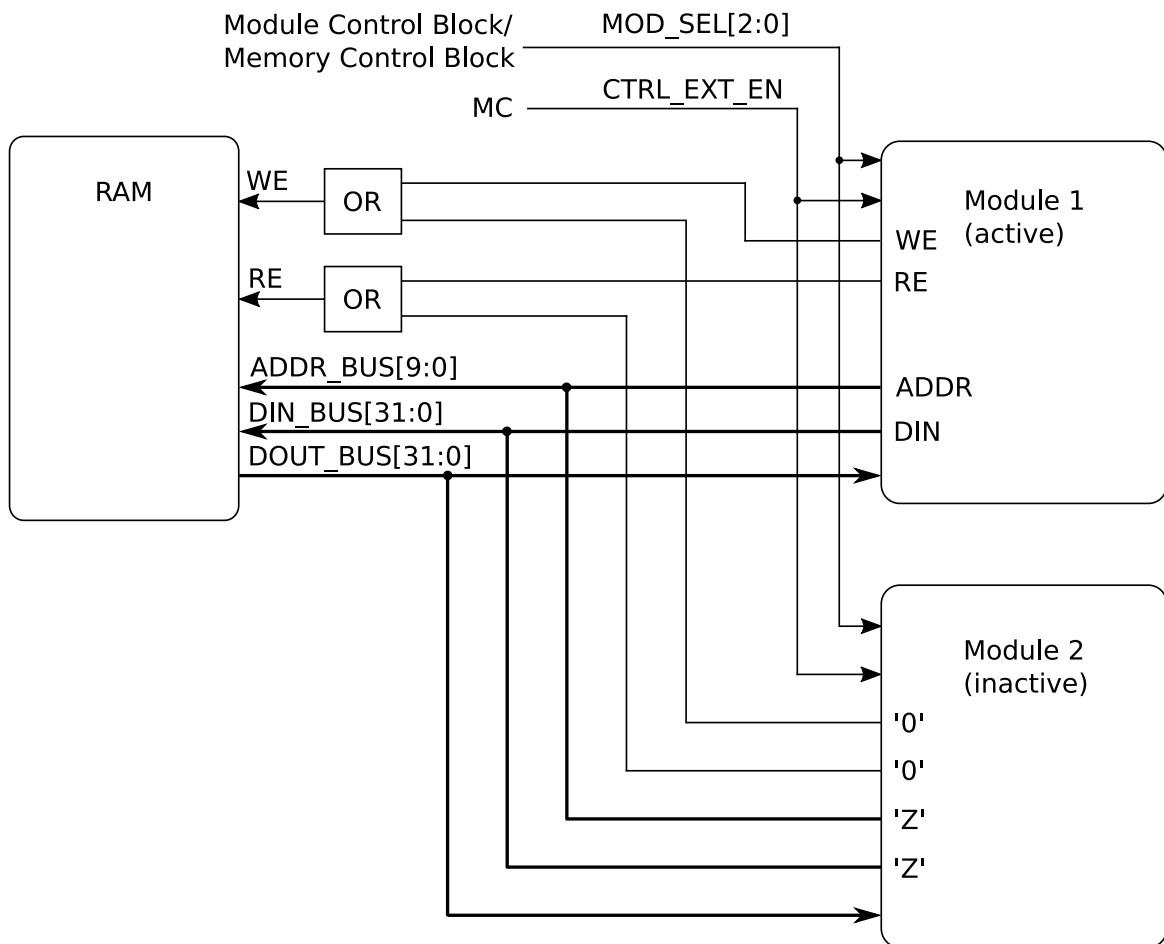 Module Control Block/
Memory Control Block
MOD_SEL[2:0]
MC
CTRL_EXT_EN
RAM
WE
OR
RE
OR
ADDR_BUS[9:0]
DIN_BUS[31:0]
DOUT_BUS[31:0]
Module 1
(active)
WE
RE
ADDR
DIN
Module 2
(inactive)
'0'
'0'
'Z'
'Z'